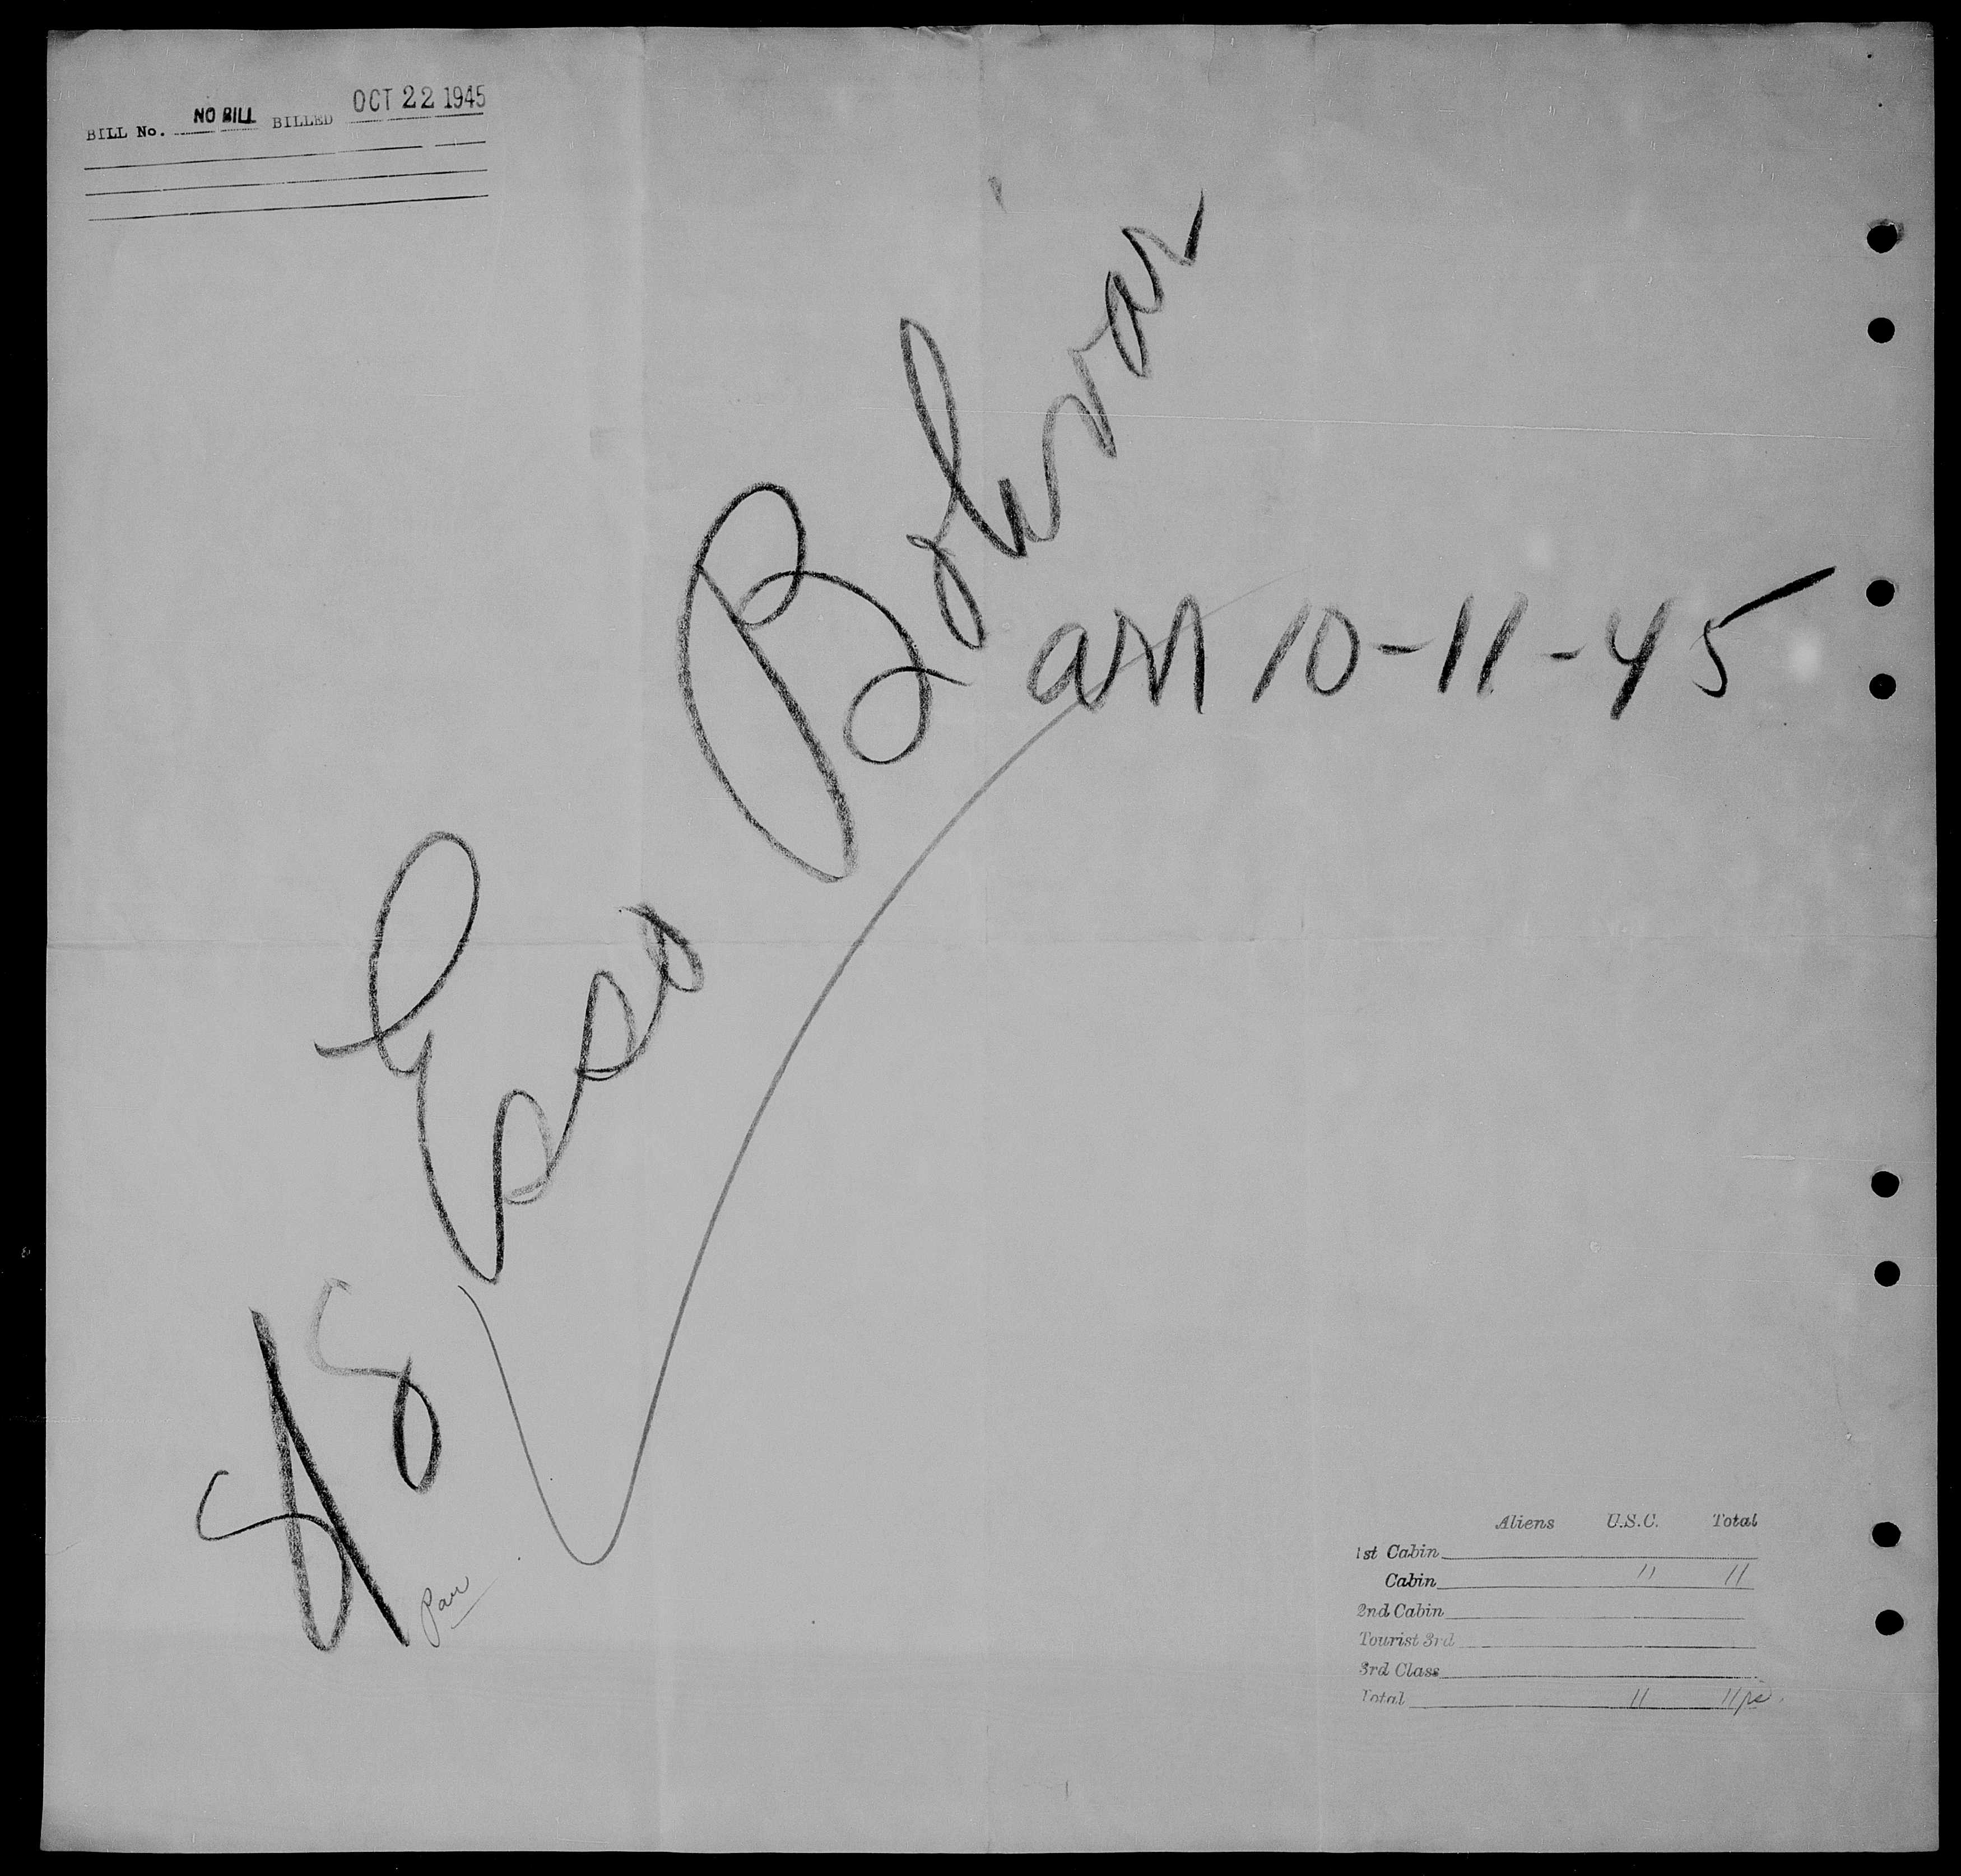 BILL No. NO BILL BILLED OCT 22 1945
SS Esso Bolivar
arr 10-11-45
Aliens U.S.C. Total
1st Cabin
Cabin 11 11
2nd Cabin
Tourist 3rd
3rd Class
Total 11 11